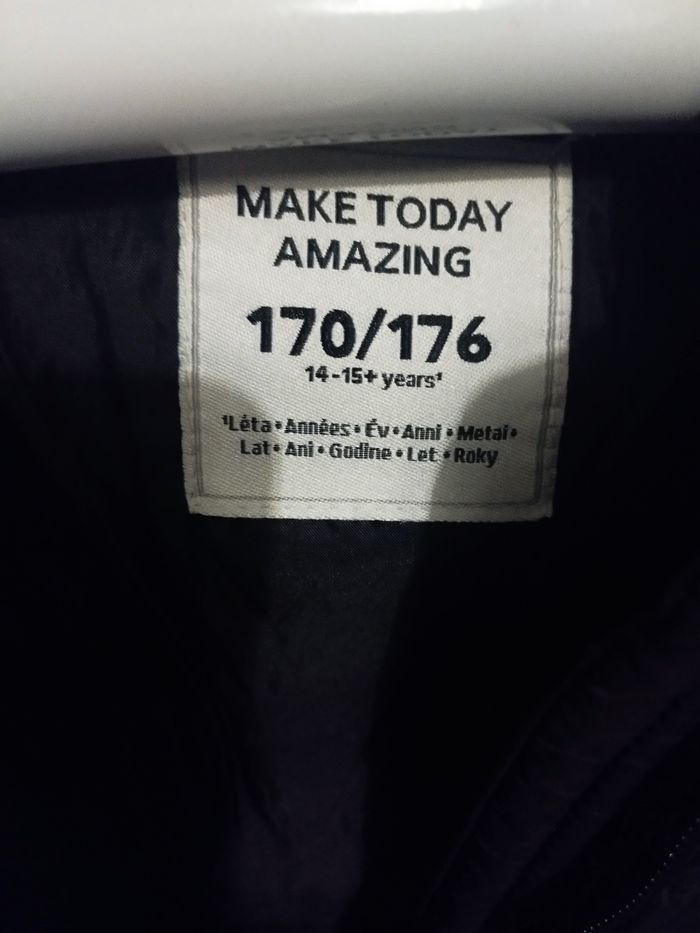 MAKE TODAY
AMAZING
170/176
14-15+ years¹
¹Léta•Années•Év•Anni•Metai•
Lat•Ani•Godine•Let•Roky